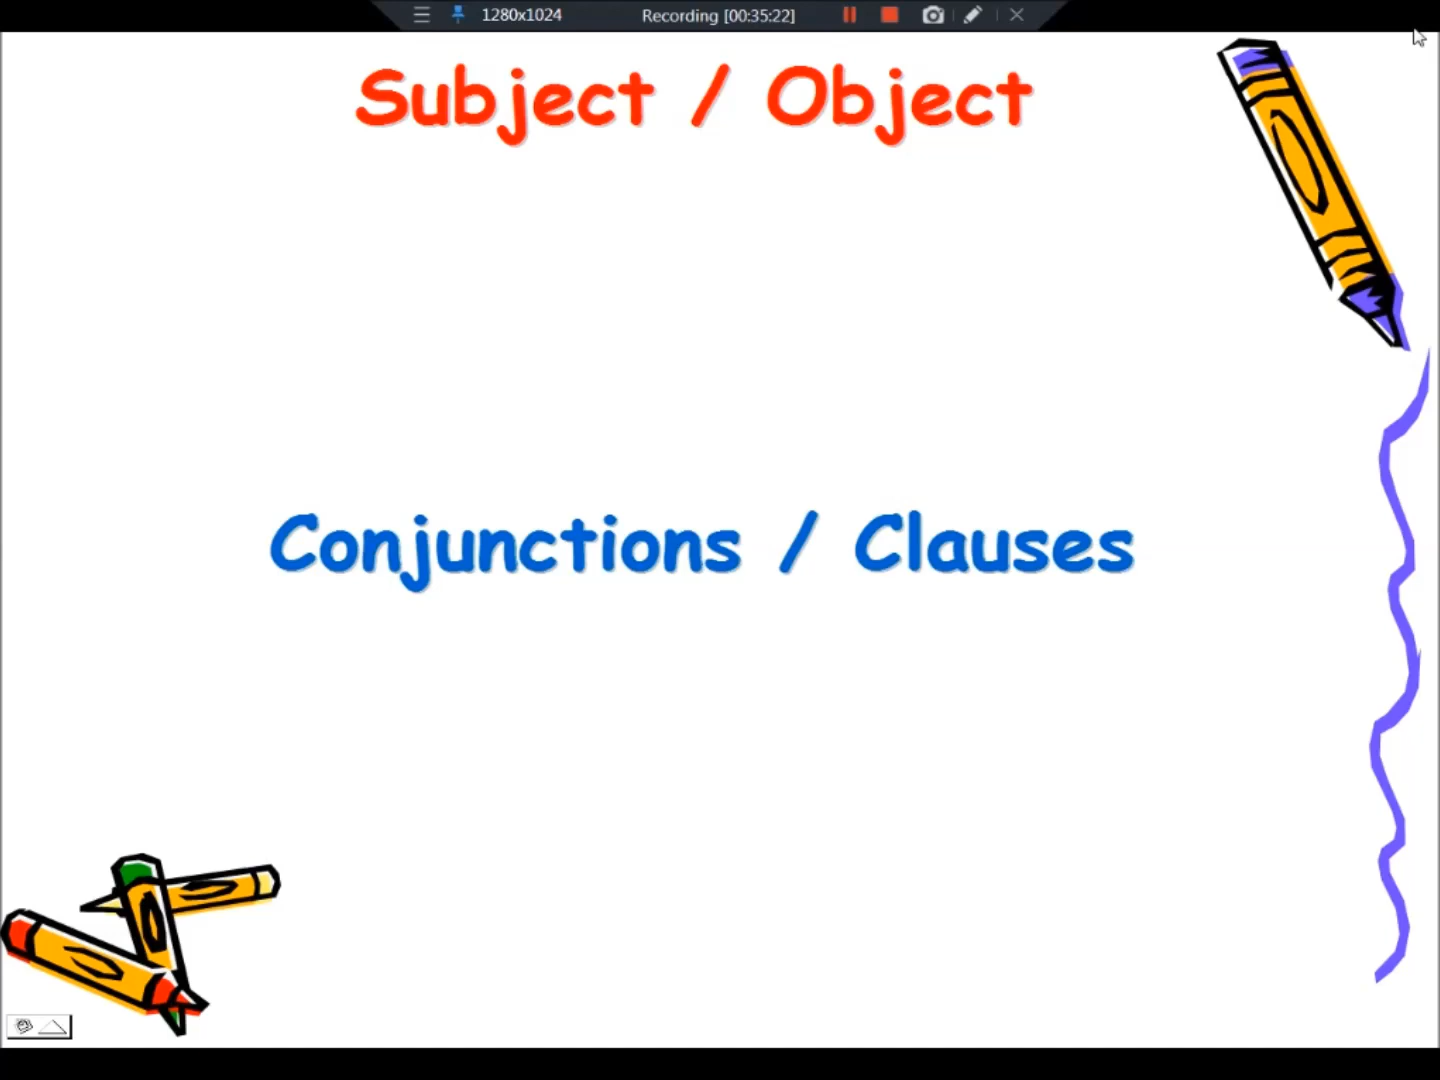 1280x1024 Recording [00:35:22]
Subject / Object
Conjunctions / Clauses